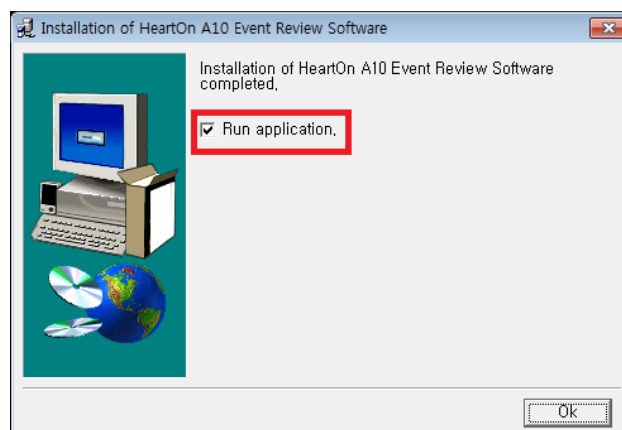 Installation of HeartOn A10 Event Review Software
Installation of HeartOn A10 Event Review Software
completed.
Run application.
Ok